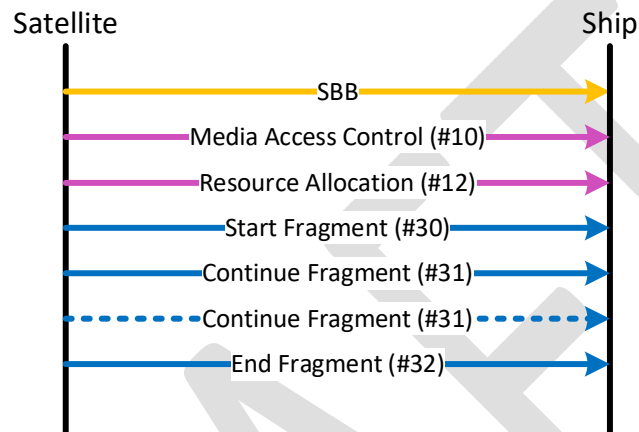 Satellite Ship
SBB
Media Access Control (#10)
Resource Allocation (#12)
Start Fragment (#30)
Continue Fragment (#31)
Continue Fragment (#31)
End Fragment (#32)